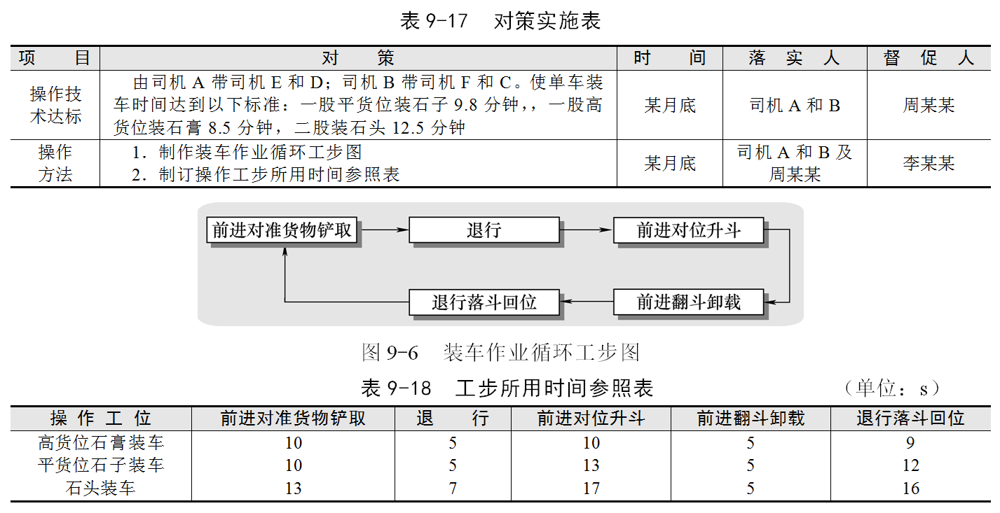 表 9-17 对策实施表
项 目 对 策 时 间 落 实 人 督 促 人
操作技
术达标
由司机 A 带司机 E 和 D；司机 B 带司机 F 和 C。使单车装
车时间达到以下标准：一股平货位装石子 9.8 分钟，，一股高
货位装石膏 8.5 分钟，二股装石头 12.5 分钟
某月底
司机 A 和 B
周某某
操作
方法
1．制作装车作业循环工步图
2．制订操作工步所用时间参照表
某月底
司机 A 和 B 及
周某某
李某某
前进对准货物铲取 退行 前进对位升斗
退行落斗回位 前进翻斗卸载
图 9-6 装车作业循环工步图
表 9-18 工步所用时间参照表 （单位：s）
操 作 工 位 前进对准货物铲取 退 行 前进对位升斗 前进翻斗卸载 退行落斗回位
高货位石膏装车 10 5 10 5 9
平货位石子装车 10 5 13 5 12
石头装车 13 7 17 5 16